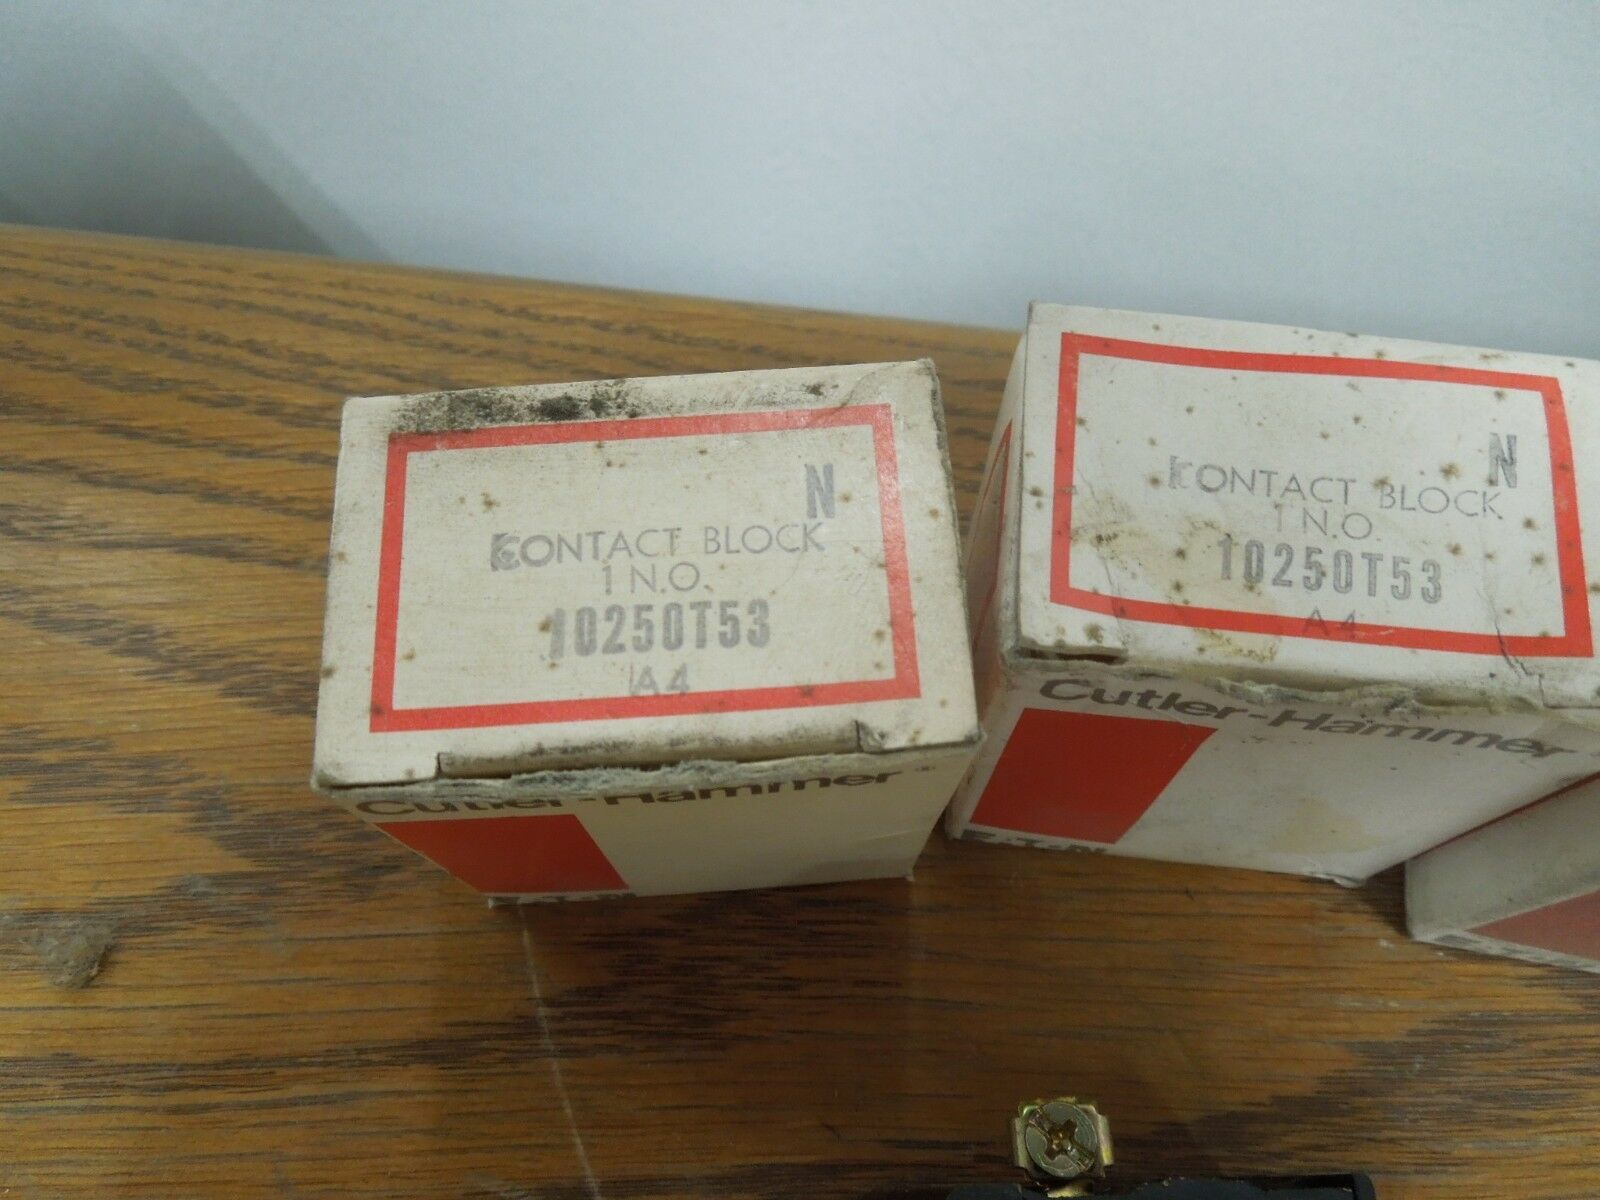 N
CONTACT BLOCK
1 N.O.
10250T53
A4
Cutler-Hammer
N
CONTACT BLOCK
1 N.O.
10250T53
A4
Cutler-Hammer